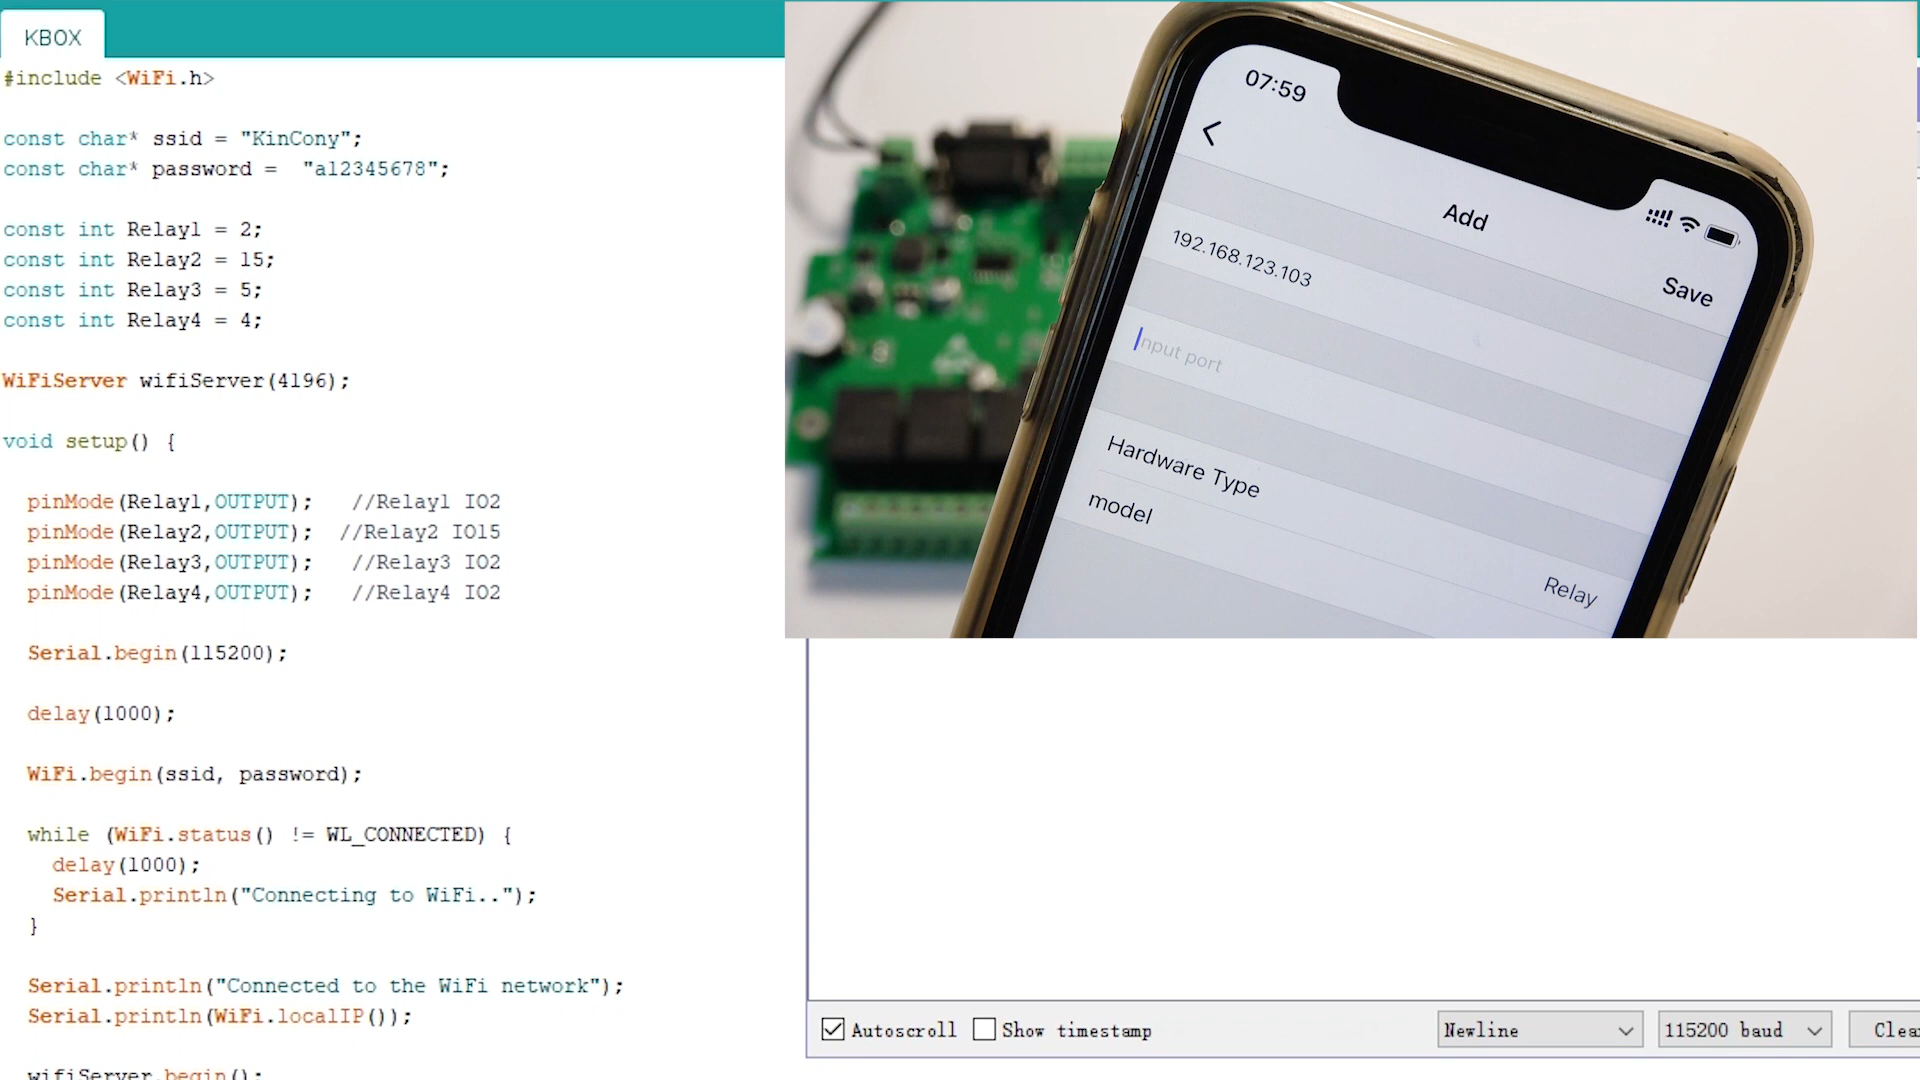 KBOX
#include <WiFi.h>
const char* ssid = "KinCony";
const char* password =  "a12345678";
const int Relay1 = 2;
const int Relay2 = 15;
const int Relay3 = 5;
const int Relay4 = 4;
WiFiServer wifiServer(4196);
void setup() {
pinMode(Relay1,OUTPUT);   //Relay1 IO2
pinMode(Relay2,OUTPUT);  //Relay2 IO15
pinMode(Relay3,OUTPUT);   //Relay3 IO2
pinMode(Relay4,OUTPUT);   //Relay4 IO2
Serial.begin(115200);
delay(1000);
WiFi.begin(ssid, password);
while (WiFi.status() != WL_CONNECTED) {
delay(1000);
Serial.println("Connecting to WiFi..");
}
Serial.println("Connected to the WiFi network");
Serial.println(WiFi.localIP());
wifiServer.begin();
07:59
Add
Save
192.168.123.103
Input port
Hardware Type
model
Relay
Autoscroll
Show timestamp
Newline
115200 baud
Clea